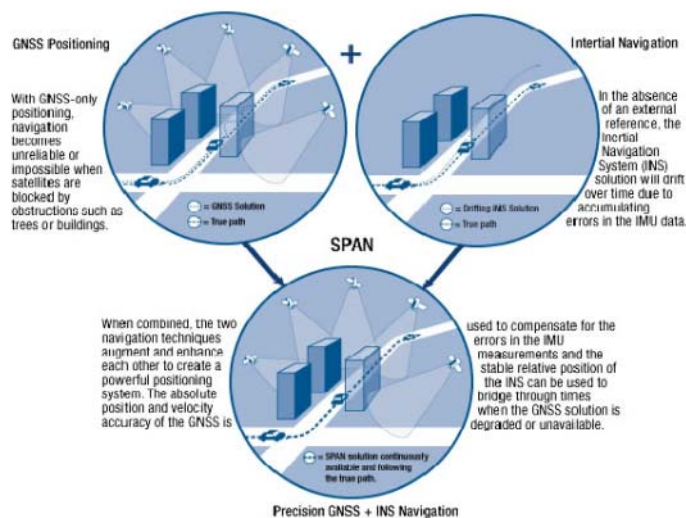 GNSS Positioning
With GNSS-only
positioning,
navigation
becomes
unreliable or
impossible when
satellites are
blocked by
obstructions such as
trees or buildings.
= GNSS Solution
= True path
+
Intertial Navigation
In the absence
of an external
reference, the
Inertial
Navigation
System (INS)
solution will drift
over time due to
accumulating
errors in the IMU data.
= Drifting INS Solution
= True path
SPAN
When combined, the two
navigation techniques
augment and enhance
each other to create a
powerful positioning
system. The absolute
position and velocity
accuracy of the GNSS is
used to compensate for the
errors in the IMU
measurements and the
stable relative position of
the INS can be used to
bridge through times
when the GNSS solution is
degraded or unavailable.
= SPAN solution continuously
available and following
the true path.
Precision GNSS + INS Navigation